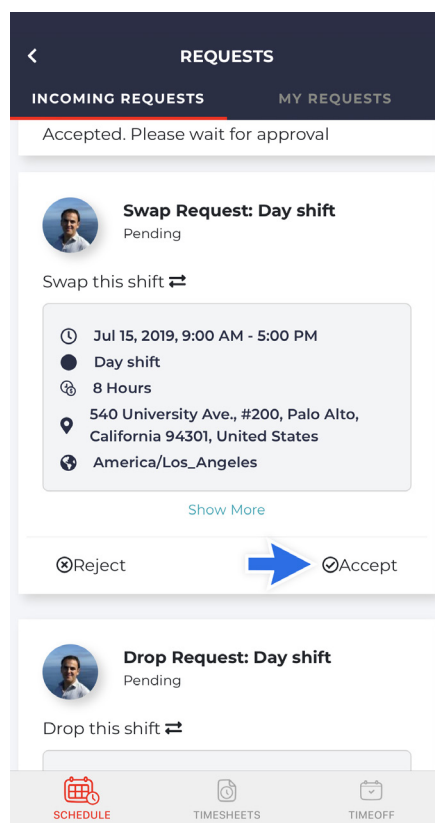 REQUESTS
INCOMING REQUESTS MY REQUESTS
Accepted. Please wait for approval
Swap Request: Day shift
Pending
Swap this shift
Jul 15, 2019, 9:00 AM - 5:00 PM
Day shift
8 Hours
540 University Ave., #200, Palo Alto,
California 94301, United States
America/Los_Angeles
Show More
Reject Accept
Drop Request: Day shift
Pending
Drop this shift
SCHEDULE TIMESHEETS TIMEOFF